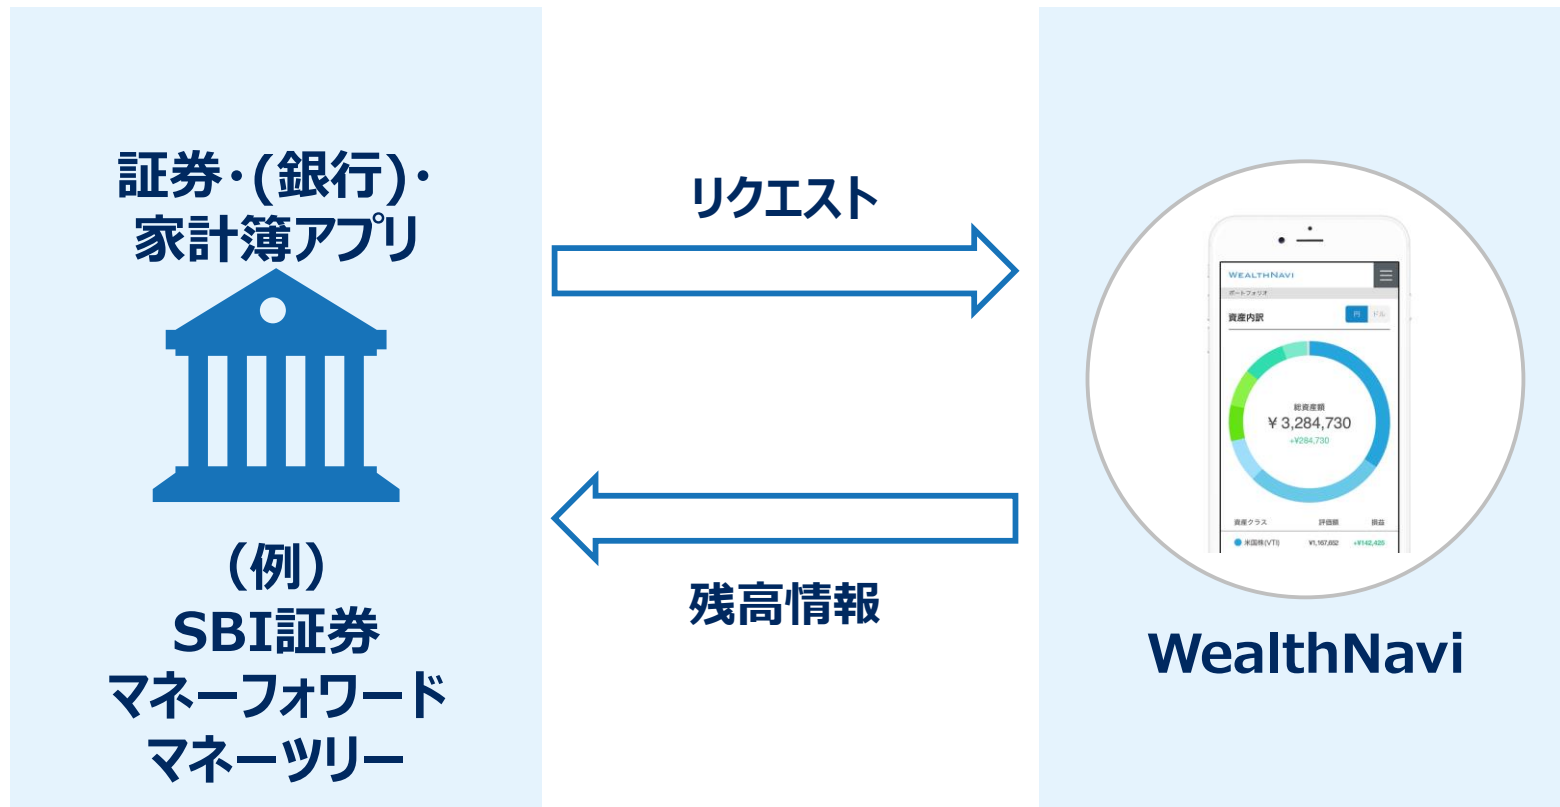 証券・(銀行)・
家計簿アプリ
(例)
SBI証券
マネーフォワード
マネーツリー
リクエスト
残高情報
WEALTHNAVI
ポートフォリオ
資産内訳
円 ドル
総資産額
¥ 3,284,730
+¥284,730
資産クラス 評価額 損益
米国株(VTI) ¥1,167,652 +¥142,425
WealthNavi